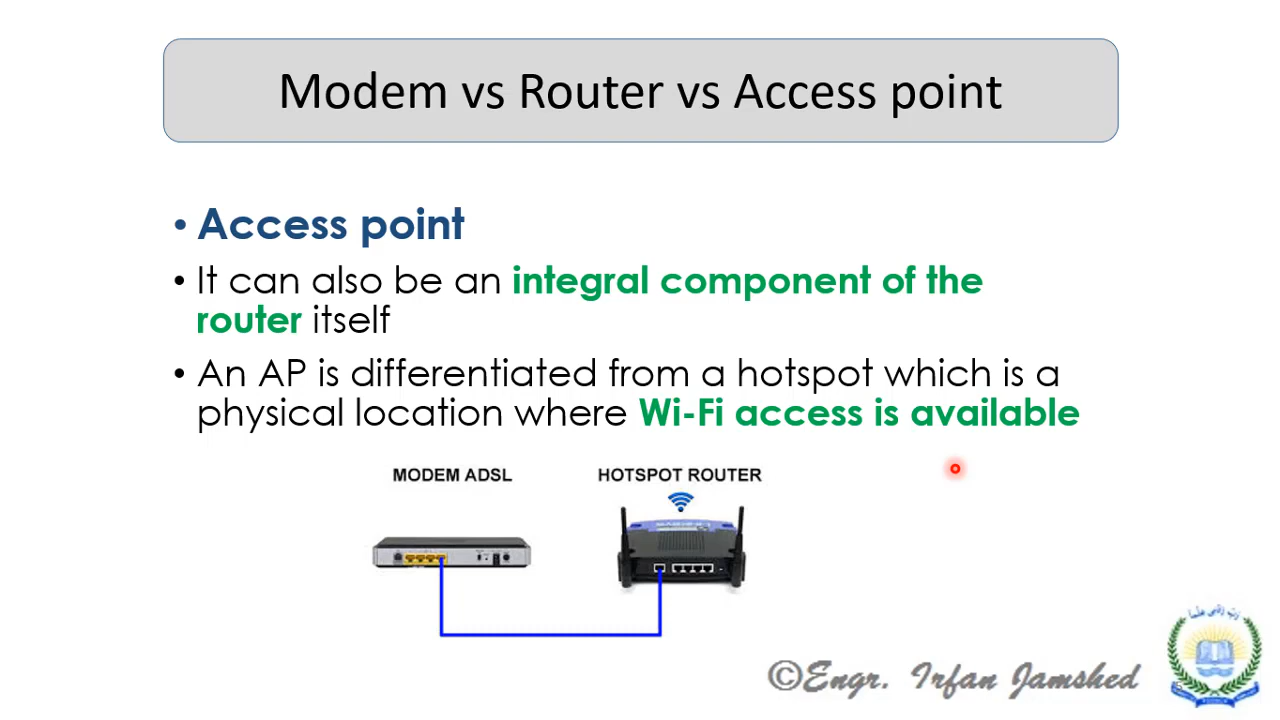 Modem vs Router vs Access point
• Access point
• It can also be an integral component of the
router itself
• An AP is differentiated from a hotspot which is a
physical location where Wi-Fi access is available
MODEM ADSL
HOTSPOT ROUTER
©Engr. Irfan Jamshed
رَبِّ زِدْنِی عِلْمًا